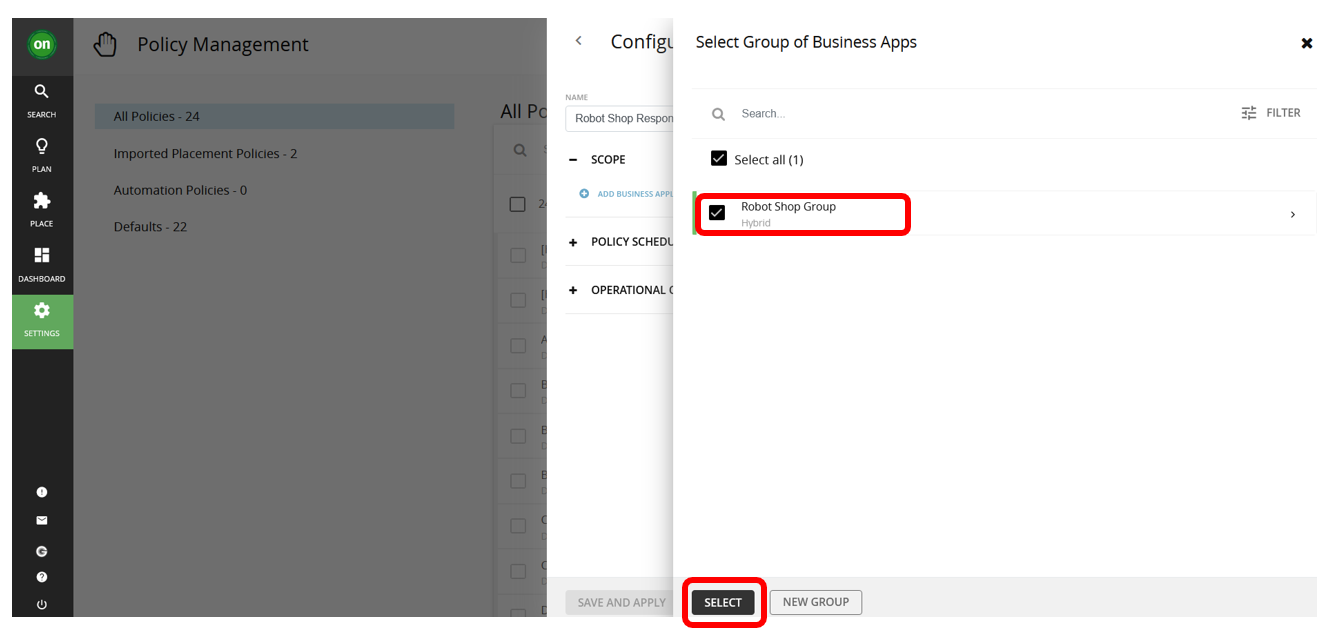 on
SEARCH
PLAN
PLACE
DASHBOARD
SETTINGS
Policy Management
All Policies - 24
Imported Placement Policies - 2
Automation Policies - 0
Defaults - 22
All Po
Configu
NAME
Robot Shop Respon
SCOPE
ADD BUSINESS APPL
POLICY SCHEDU
OPERATIONAL
SAVE AND APPLY
Select Group of Business Apps
Search...
FILTER
Select all (1)
Robot Shop Group
Hybrid
SELECT
NEW GROUP